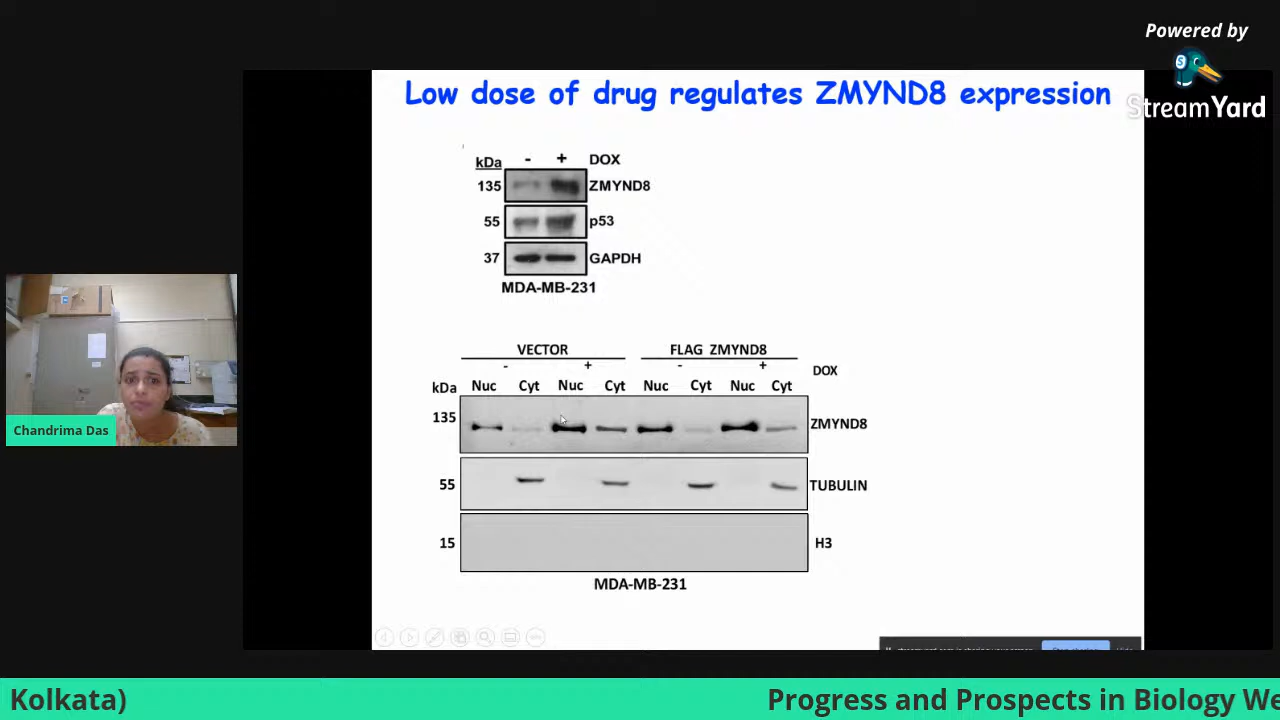 Powered by
StreamYard
Low dose of drug regulates ZMYND8 expression
kDa - + DOX
135 ZMYND8
55 p53
37 GAPDH
MDA-MB-231
VECTOR FLAG ZMYND8
- + - + DOX
kDa Nuc Cyt Nuc Cyt Nuc Cyt Nuc Cyt
135 ZMYND8
55 TUBULIN
15 H3
MDA-MB-231
Chandrima Das
Kolkata) Progress and Prospects in Biology We